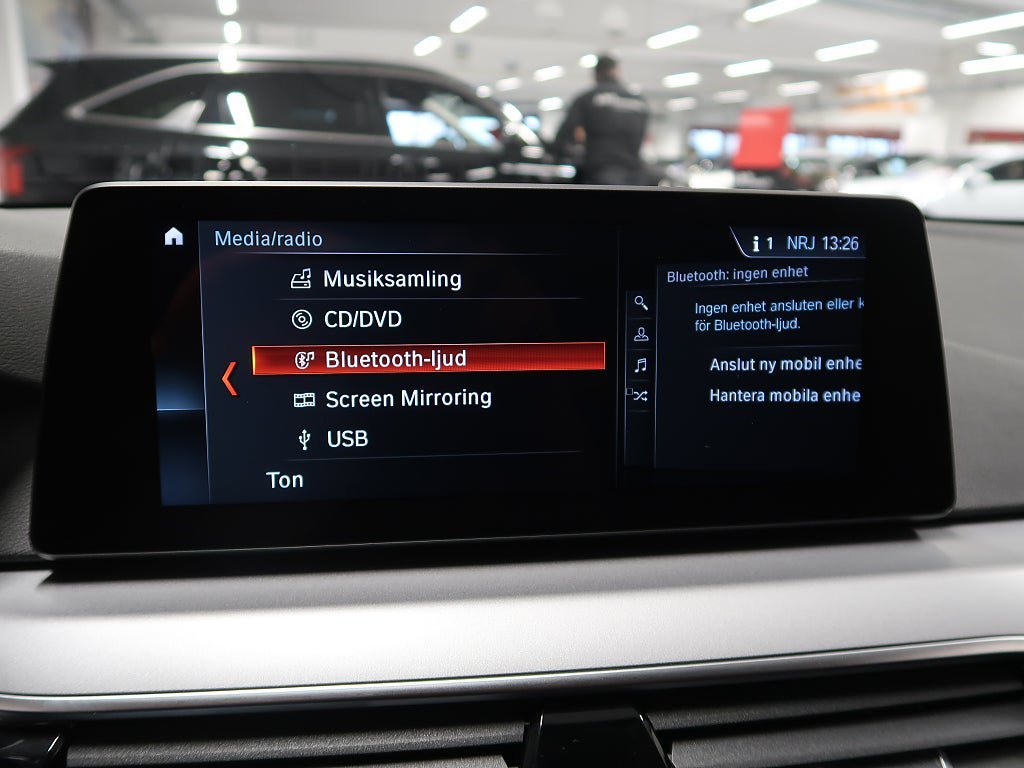 Media/radio
1 NRJ 13:26
Musiksamling
CD/DVD
Bluetooth-ljud
Screen Mirroring
USB
Ton
Bluetooth: ingen enhet
Ingen enhet ansluten eller k
för Bluetooth-ljud.
Anslut ny mobil enhe
Hantera mobila enhe